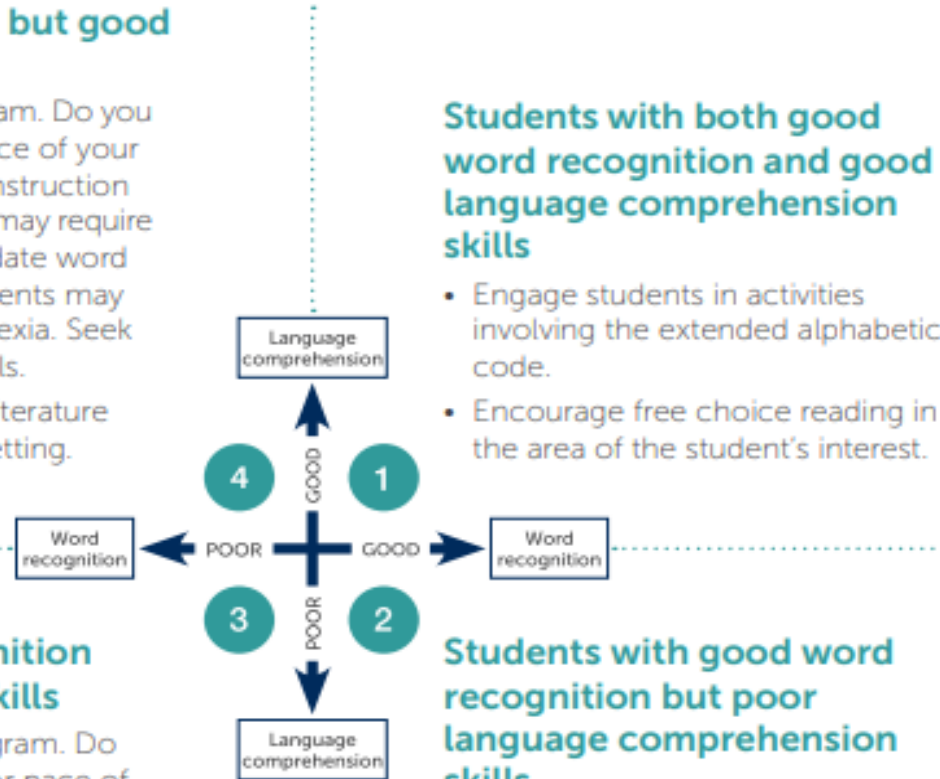 but good
am. Do you
ce of your
nstruction
may require
late word
ents may
exia. Seek
ls.
terature
etting.
Students with both good
word recognition and good
language comprehension
skills
• Engage students in activities
involving the extended alphabetic
code.
• Encourage free choice reading in
the area of the student's interest.
Language
comprehension
4
GOOD
1
Word
recognition
POOR
GOOD
Word
recognition
3
POOR
2
Language
comprehension
nition
kills
gram. Do
er pace of
Students with good word
recognition but poor
language comprehension
skills